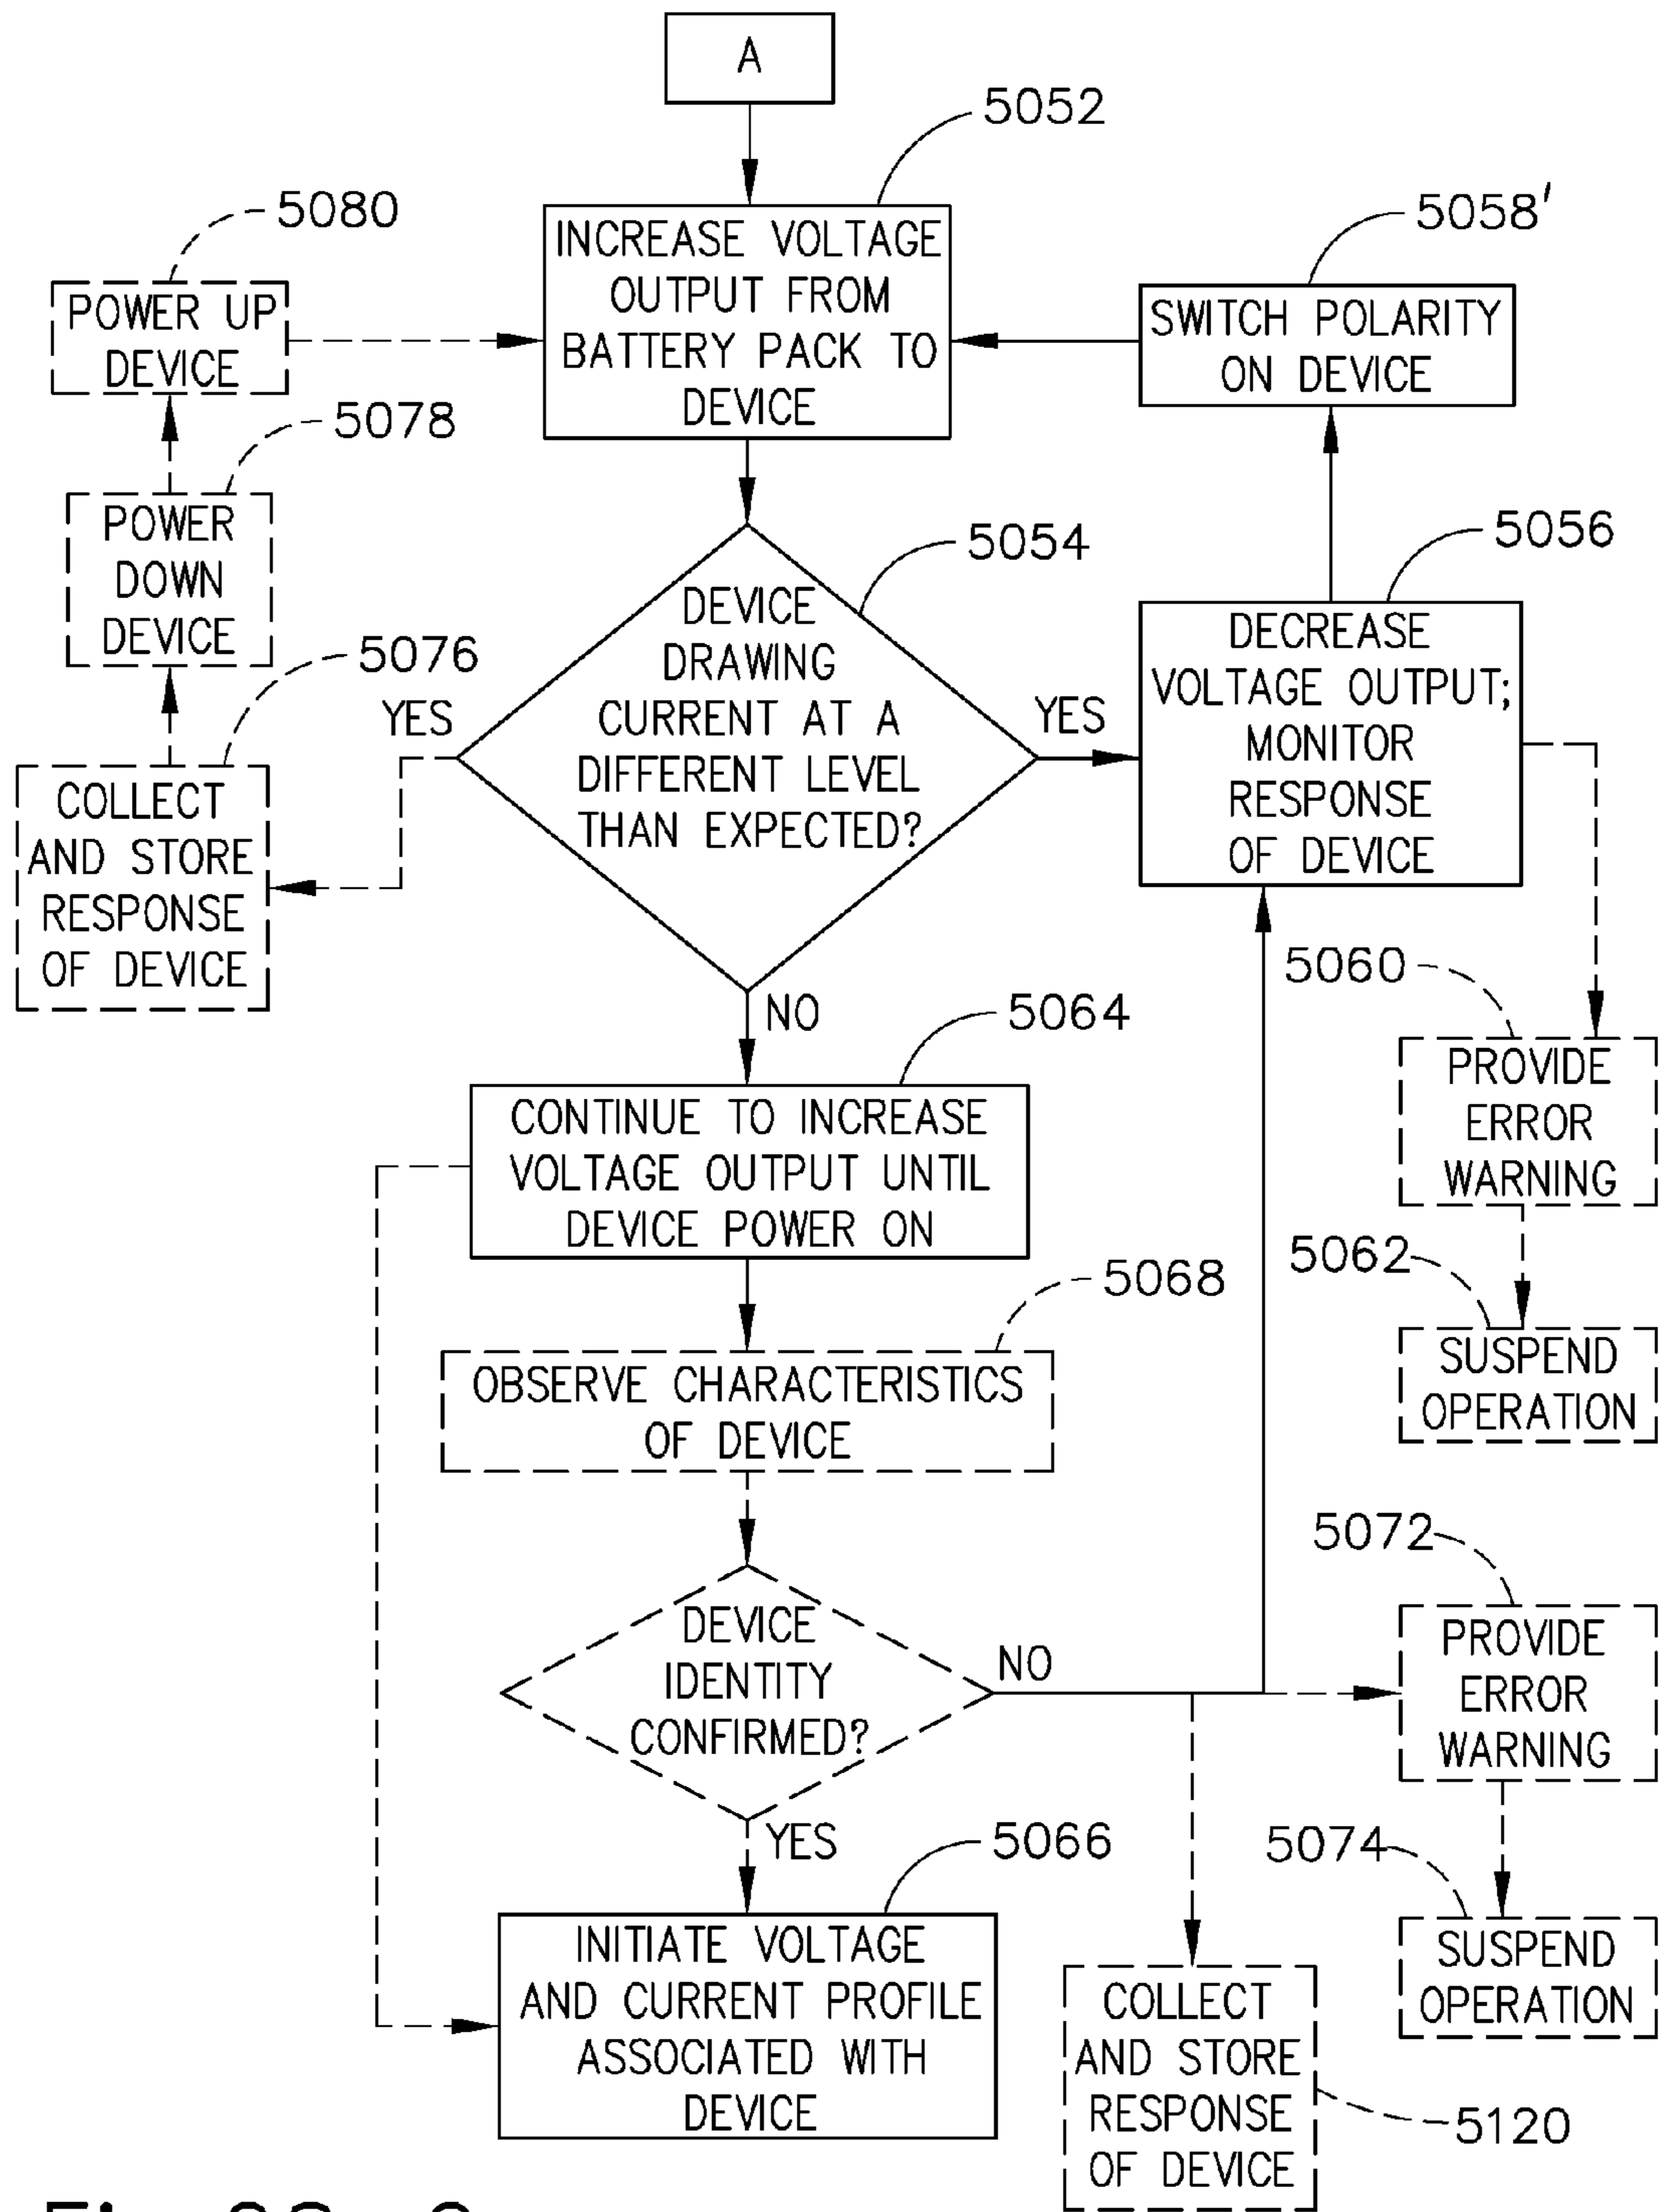 A
5052
INCREASE VOLTAGE
OUTPUT FROM
BATTERY PACK TO
DEVICE
5080
POWER UP
DEVICE
5058'
SWITCH POLARITY
ON DEVICE
5078
POWER
DOWN
DEVICE
5054
DEVICE
DRAWING
CURRENT AT A
DIFFERENT LEVEL
THAN EXPECTED?
YES
YES
5056
DECREASE
VOLTAGE OUTPUT;
MONITOR
RESPONSE
OF DEVICE
5076
COLLECT
AND STORE
RESPONSE
OF DEVICE
NO
5064
CONTINUE TO INCREASE
VOLTAGE OUTPUT UNTIL
DEVICE POWER ON
5060
PROVIDE
ERROR
WARNING
5062
SUSPEND
OPERATION
5068
OBSERVE CHARACTERISTICS
OF DEVICE
DEVICE
IDENTITY
CONFIRMED?
NO
YES
5072
PROVIDE
ERROR
WARNING
5074
SUSPEND
OPERATION
5066
INITIATE VOLTAGE
AND CURRENT PROFILE
ASSOCIATED WITH
DEVICE
COLLECT
AND STORE
RESPONSE
OF DEVICE
5120